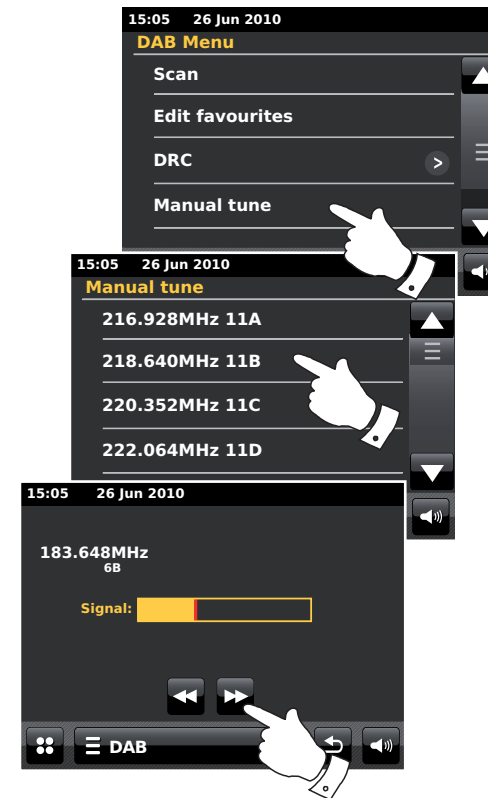 15:05 26 Jun 2010
DAB Menu
Scan
Edit favourites
DRC >
Manual tune
15:05 26 Jun 2010
Manual tune
216.928MHz 11A
218.640MHz 11B
220.352MHz 11C
222.064MHz 11D
15:05 26 Jun 2010
183.648MHz
6B
Signal:
DAB